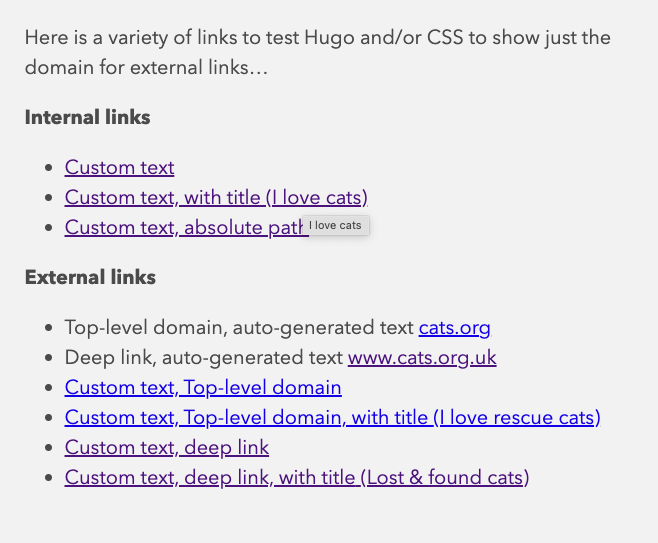 Here is a variety of links to test Hugo and/or CSS to show just the
domain for external links…
Internal links
Custom text
Custom text, with title (I love cats)
Custom text, absolute path
I love cats
External links
Top-level domain, auto-generated text cats.org
Deep link, auto-generated text www.cats.org.uk
Custom text, Top-level domain
Custom text, Top-level domain, with title (I love rescue cats)
Custom text, deep link
Custom text, deep link, with title (Lost & found cats)